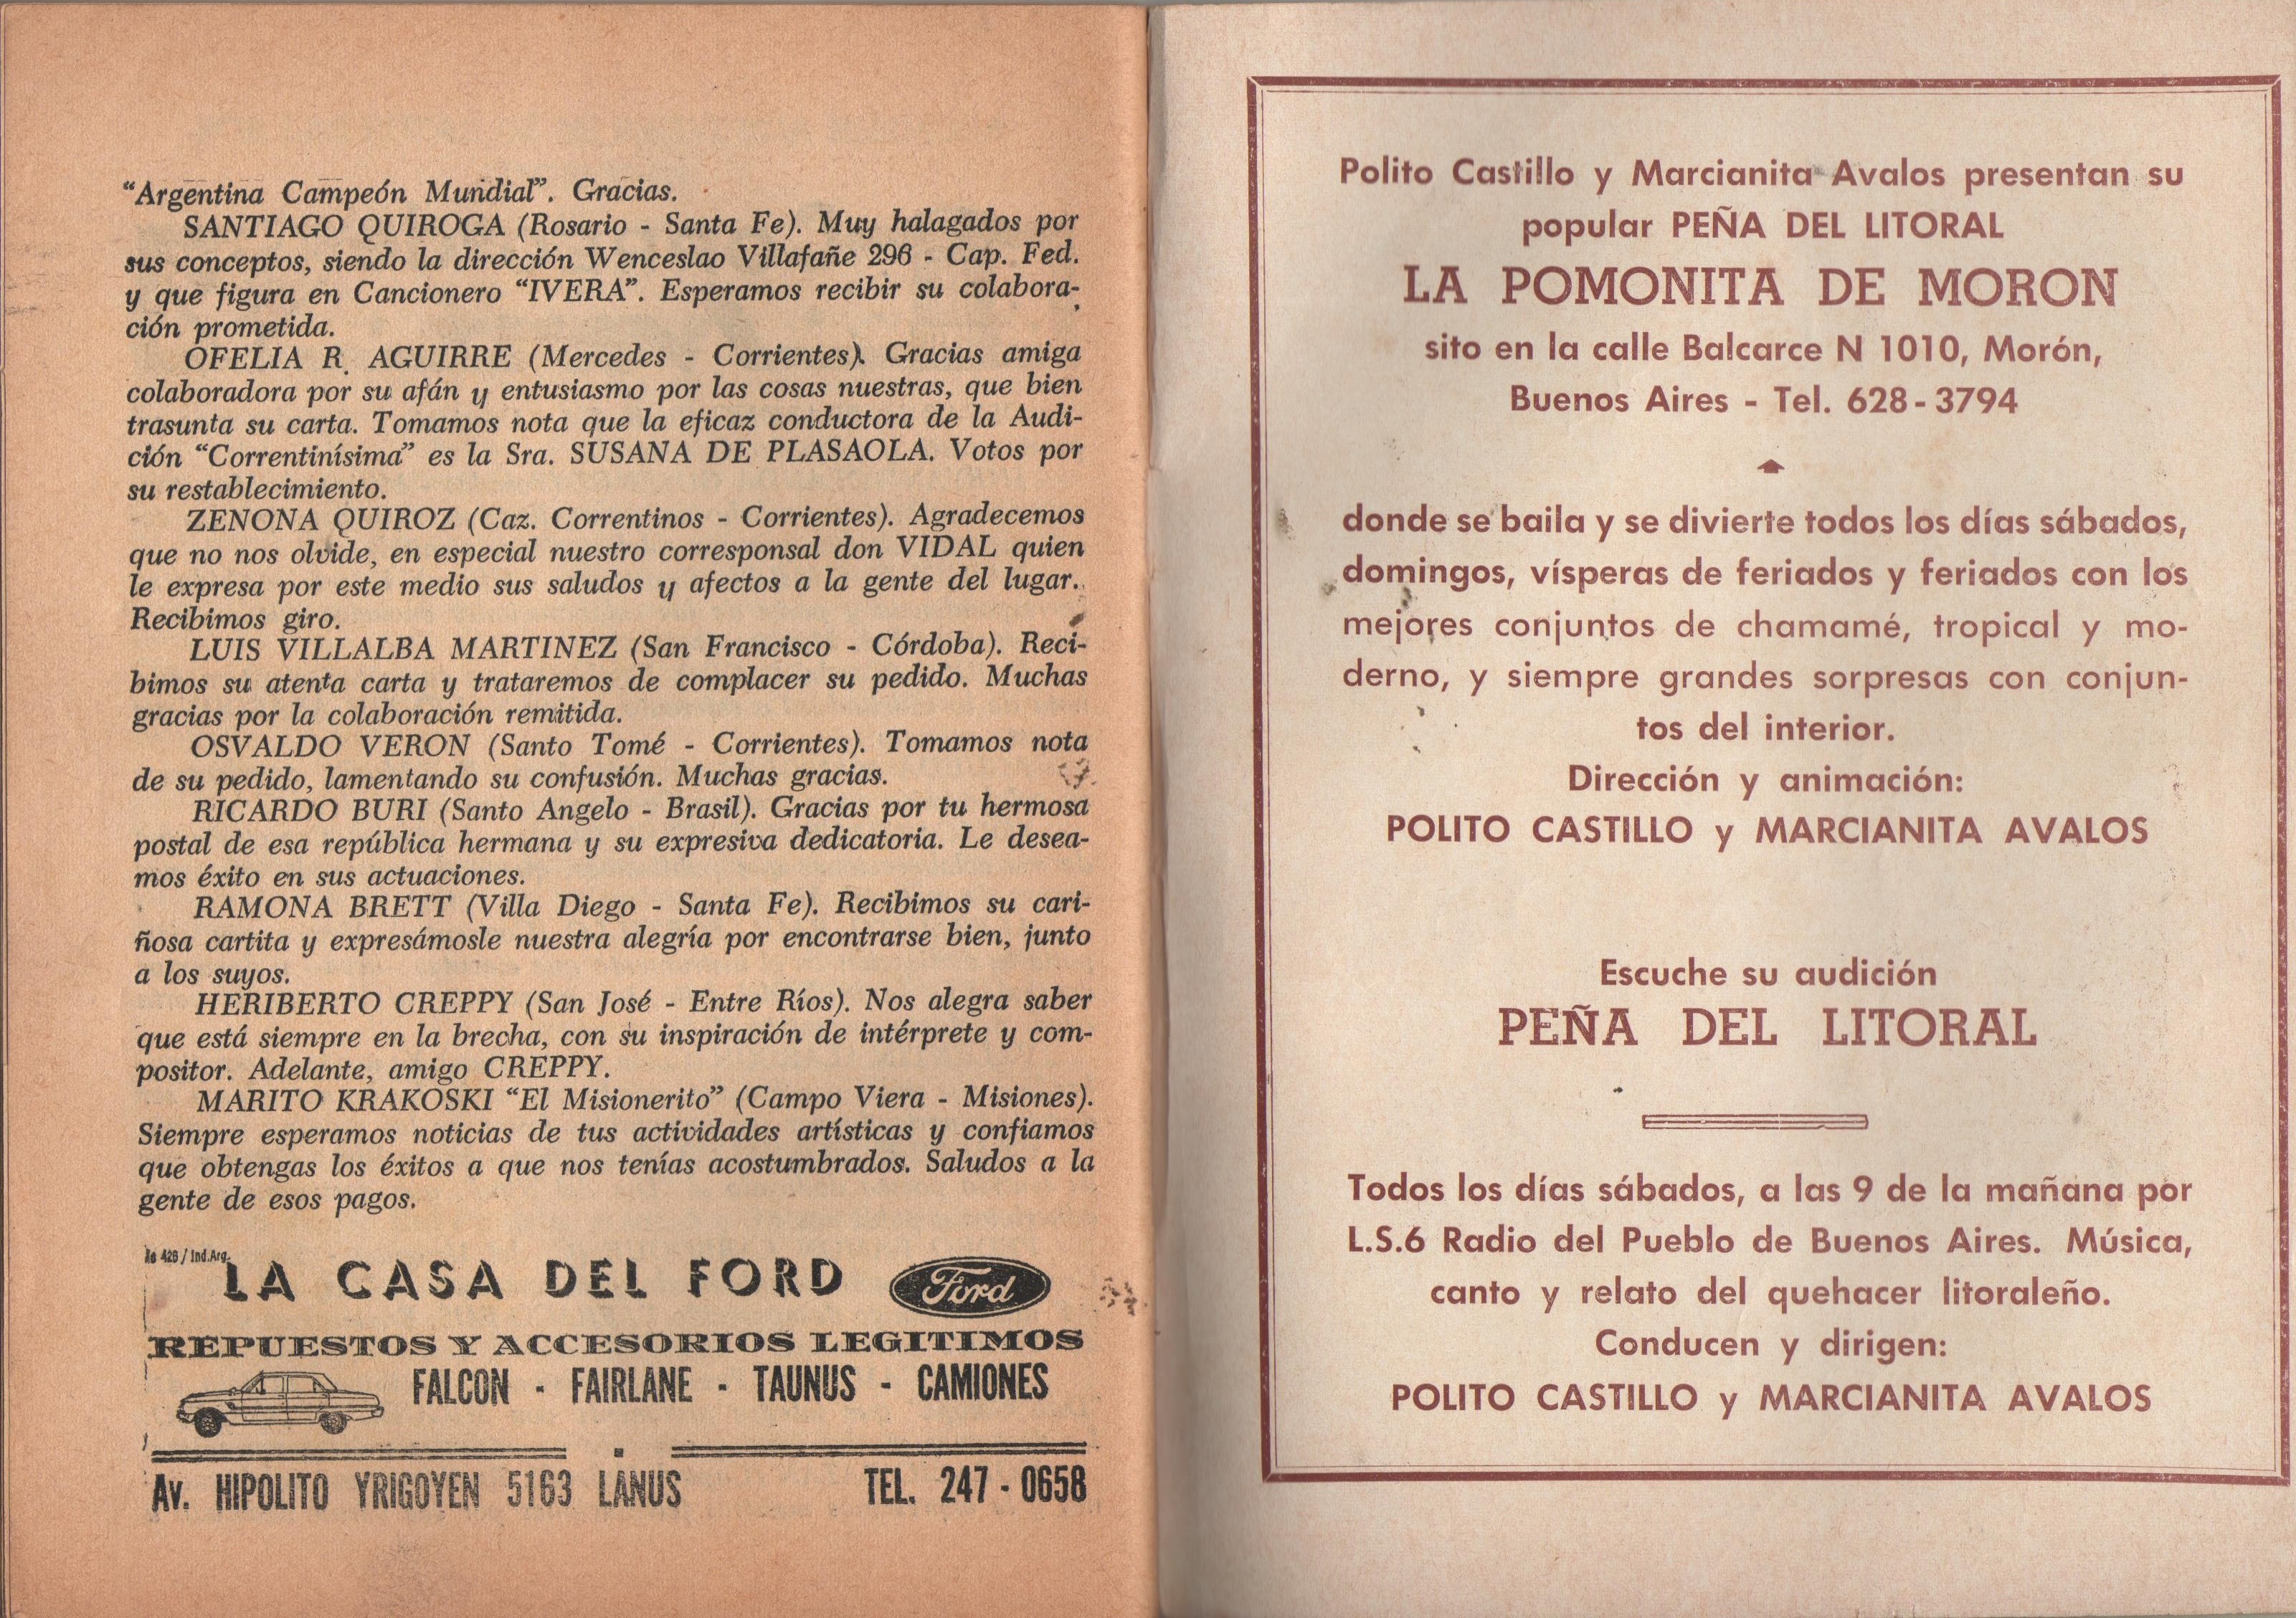 “Argentina Campeón Mundial”. Gracias.
SANTIAGO QUIROGA (Rosario - Santa Fe). Muy halagados por
sus conceptos, siendo la dirección Wenceslao Villafañe 296 - Cap. Fed.
y que figura en Cancionero “IVERA”. Esperamos recibir su colabora-
ción prometida.
OFELIA R. AGUIRRE (Mercedes - Corrientes). Gracias amiga
colaboradora por su afán y entusiasmo por las cosas nuestras, que bien
trasunta su carta. Tomamos nota que la eficaz conductora de la Audi-
ción “Correntinísima” es la Sra. SUSANA DE PLASAOLA. Votos por
su restablecimiento.
ZENONA QUIROZ (Caz. Correntinos - Corrientes). Agradecemos
que no nos olvide, en especial nuestro corresponsal don VIDAL quien
le expresa por este medio sus saludos y afectos a la gente del lugar.
Recibimos giro.
LUIS VILLALBA MARTINEZ (San Francisco - Córdoba). Reci-
bimos su atenta carta y trataremos de complacer su pedido. Muchas
gracias por la colaboración remitida.
OSVALDO VERON (Santo Tomé - Corrientes). Tomamos nota
de su pedido, lamentando su confusión. Muchas gracias.
RICARDO BURI (Santo Angelo - Brasil). Gracias por tu hermosa
postal de esa república hermana y su expresiva dedicatoria. Le desea-
mos éxito en sus actuaciones.
RAMONA BRETT (Villa Diego - Santa Fe). Recibimos su cari-
ñosa cartita y expresámosle nuestra alegría por encontrarse bien, junto
a los suyos.
HERIBERTO CREPPY (San José - Entre Ríos). Nos alegra saber
que está siempre en la brecha, con su inspiración de intérprete y com-
positor. Adelante, amigo CREPPY.
MARITO KRAKOSKI “El Misionerito” (Campo Viera - Misiones).
Siempre esperamos noticias de tus actividades artísticas y confiamos
que obtengas los éxitos a que nos tenías acostumbrados. Saludos a la
gente de esos pagos.
426 / Ind.Arg.
LA CASA DEL FORD Ford
REPUESTOS Y ACCESORIOS LEGITIMOS
FALCON - FAIRLANE - TAUNUS - CAMIONES
Av. HIPOLITO YRIGOYEN 5163 LANUS TEL. 247 - 0658
Polito Castillo y Marcianita Avalos presentan su
popular PEÑA DEL LITORAL
LA POMONITA DE MORON
sito en la calle Balcarce N 1010, Morón,
Buenos Aires - Tel. 628 - 3794
donde se baila y se divierte todos los días sábados,
domingos, vísperas de feriados y feriados con los
mejores conjuntos de chamamé, tropical y mo-
derno, y siempre grandes sorpresas con conjun-
tos del interior.
Dirección y animación:
POLITO CASTILLO y MARCIANITA AVALOS
Escuche su audición
PEÑA DEL LITORAL
Todos los días sábados, a las 9 de la mañana por
L.S.6 Radio del Pueblo de Buenos Aires. Música,
canto y relato del quehacer litoraleño.
Conducen y dirigen:
POLITO CASTILLO y MARCIANITA AVALOS